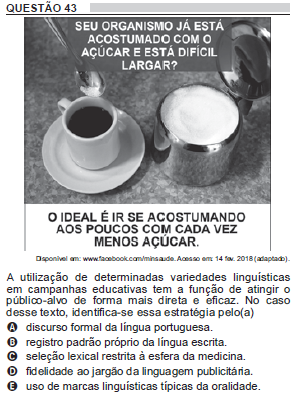 QUESTÃO 43
SEU ORGANISMO JÁ ESTÁ
ACOSTUMADO COM O
AÇÚCAR E ESTÁ DIFÍCIL
LARGAR?
O IDEAL É IR SE ACOSTUMANDO
AOS POUCOS COM CADA VEZ
MENOS AÇÚCAR.
Disponível em: www.facebook.com/minsaude. Acesso em: 14 fev. 2018 (adaptado).
A utilização de determinadas variedades linguísticas
em campanhas educativas tem a função de atingir o
público-alvo de forma mais direta e eficaz. No caso
desse texto, identifica-se essa estratégia pelo(a)
A discurso formal da língua portuguesa.
B registro padrão próprio da língua escrita.
C seleção lexical restrita à esfera da medicina.
D fidelidade ao jargão da linguagem publicitária.
E uso de marcas linguísticas típicas da oralidade.